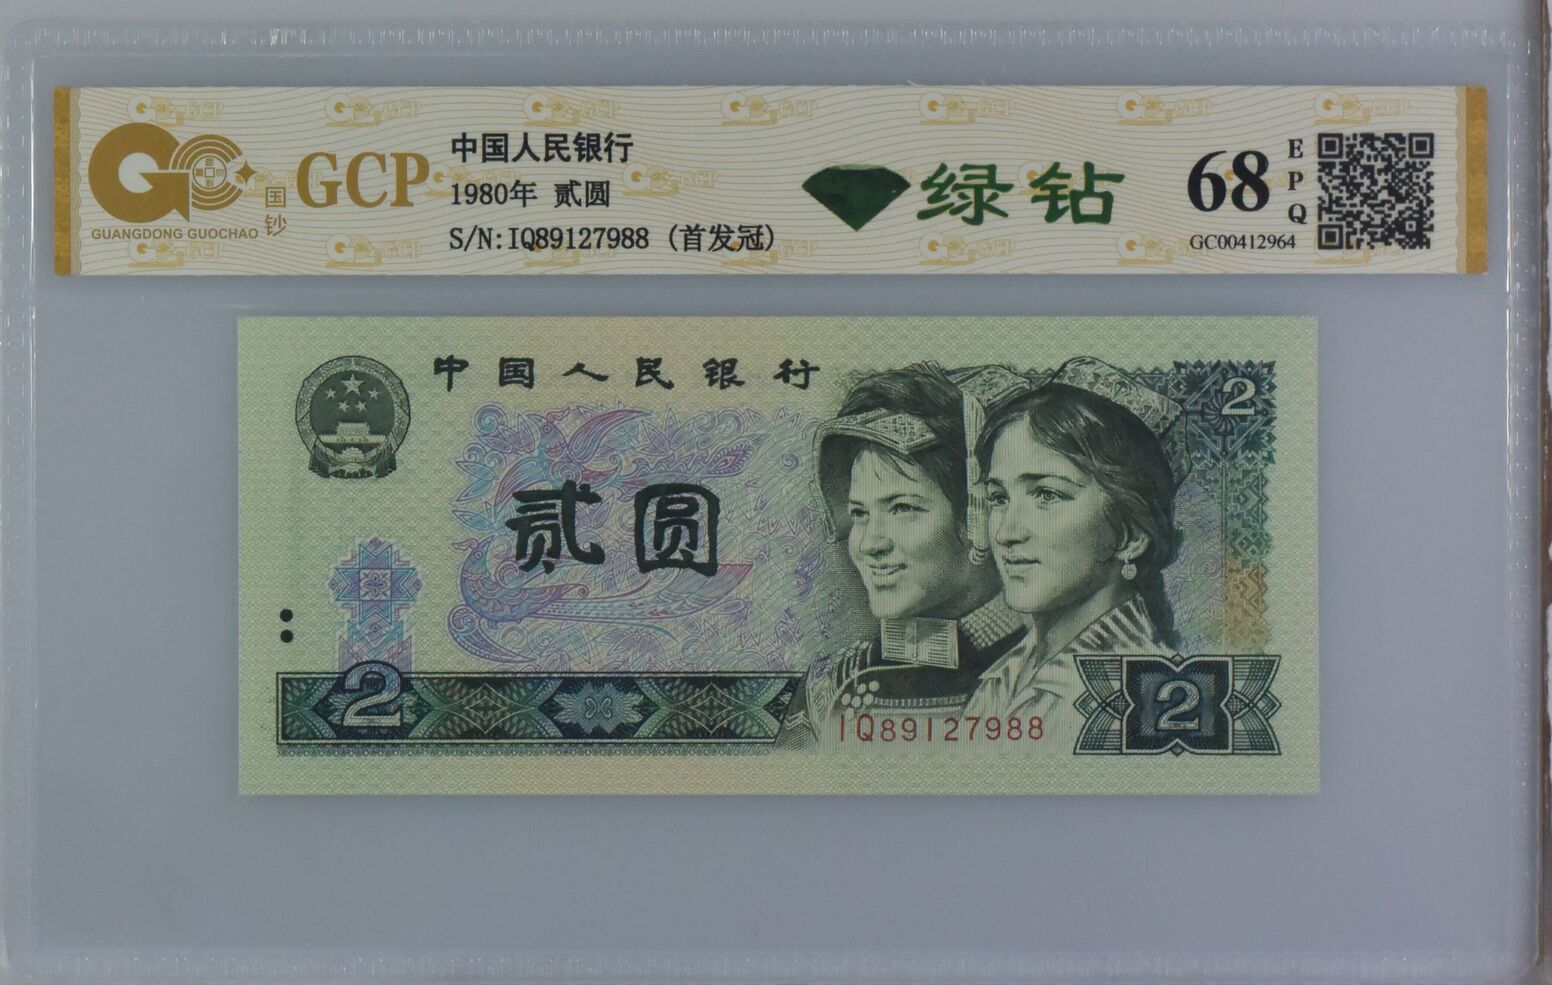 GCP
国钞
GUANGDONG GUOCHAO
中国人民银行
1980年 贰圆
S/N:IQ89127988 (首发冠)
绿钻
68
EPQ
GC00412964
中国人民银行
2
贰圆
2
IQ89127988
2